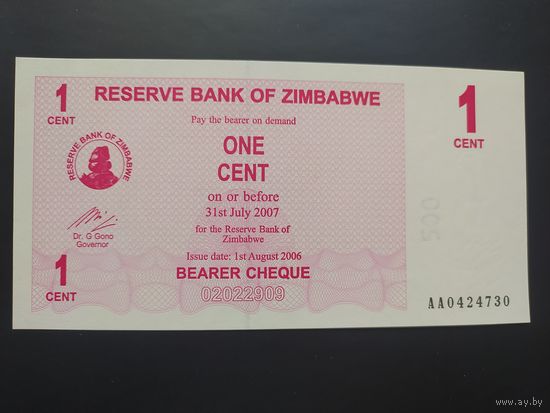 1
CENT
RESERVE BANK OF ZIMBABWE
Pay the bearer on demand
RESERVE BANK OF ZIMBABWE
ONE
CENT
on or before
31st July 2007
for the Reserve Bank of
Zimbabwe
Dr. G Gono
Governor
Issue date: 1st August 2006
BEARER CHEQUE
02022909
1
CENT
1
CENT
AA0424730
www.ay.by